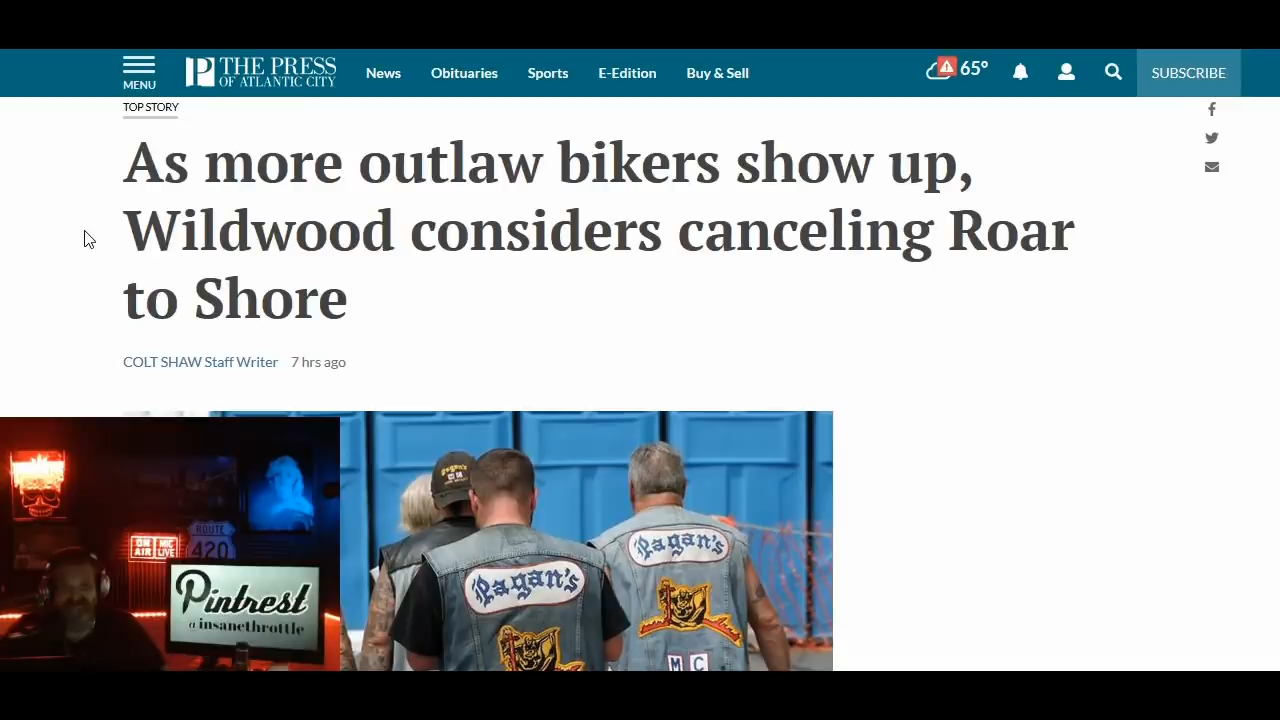 MENU
THE PRESS
OF ATLANTIC CITY
News Obituaries Sports E-Edition Buy & Sell
65°
SUBSCRIBE
TOP STORY
As more outlaw bikers show up,
Wildwood considers canceling Roar
to Shore
COLT SHAW Staff Writer 7 hrs ago
Pagan's
Pagan's
Pagan's
M C
ON AIR
MIC LIVE
ROUTE
420
Pintrest
@insanethrottle